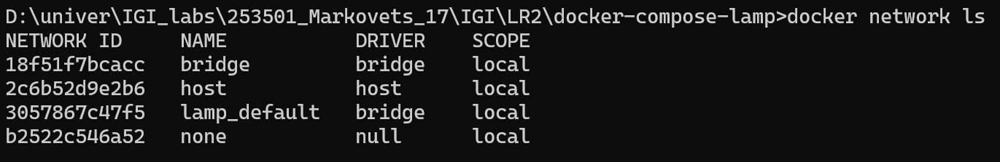 D:\univer\IGI_labs\253501_Markovets_17\IGI\LR2\docker-compose-lamp>docker network ls
NETWORK ID     NAME           DRIVER    SCOPE
18f51f7bcacc   bridge         bridge    local
2c6b52d9e2b6   host           host      local
3057867c47f5   lamp_default   bridge    local
b2522c546a52   none           null      local